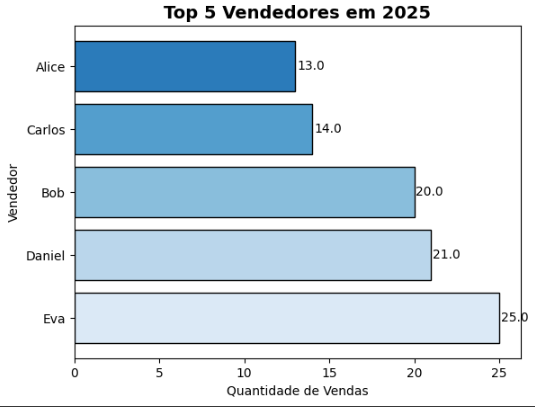 Top 5 Vendedores em 2025
Vendedor
Alice
13.0
Carlos
14.0
Bob
20.0
Daniel
21.0
Eva
25.0
0 5 10 15 20 25
Quantidade de Vendas